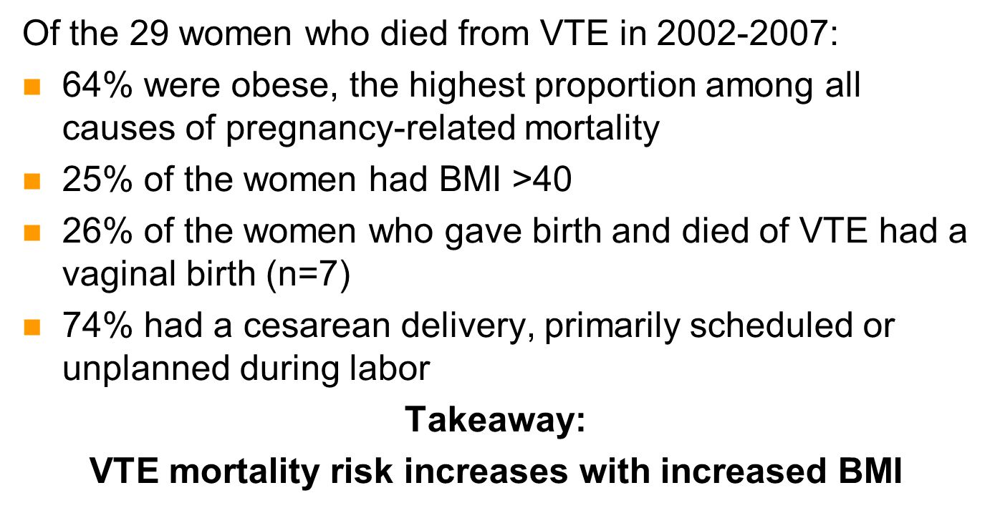 Of the 29 women who died from VTE in 2002-2007:
■ 64% were obese, the highest proportion among all
causes of pregnancy-related mortality
■ 25% of the women had BMI >40
■ 26% of the women who gave birth and died of VTE had a
vaginal birth (n=7)
■ 74% had a cesarean delivery, primarily scheduled or
unplanned during labor
Takeaway:
VTE mortality risk increases with increased BMI